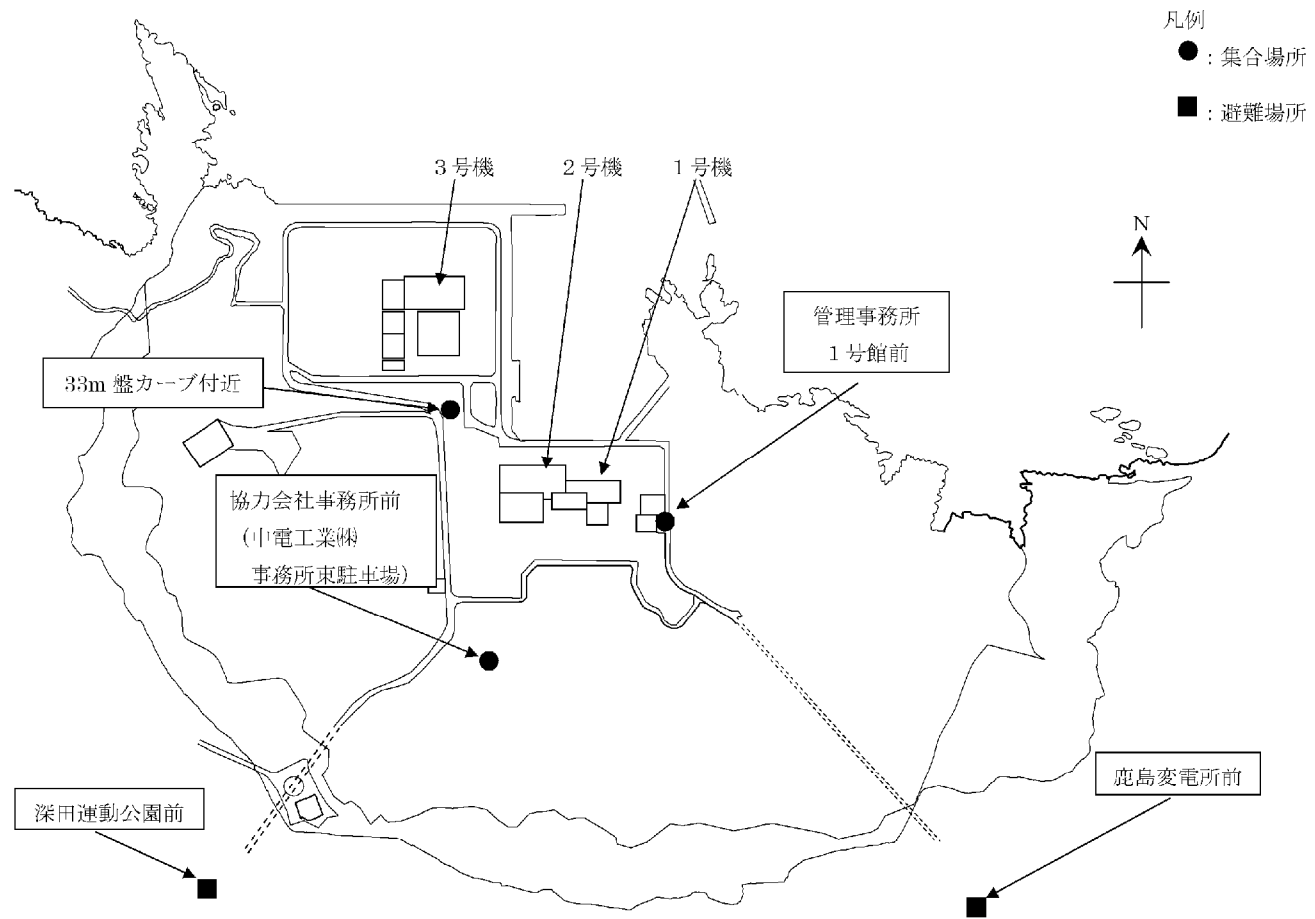 凡例
●：集合場所
■：避難場所
3号機
2号機
1号機
N
管理事務所
1号館前
33m 盤カーブ付近
協力会社事務所前
(中電工業㈱
事務所東駐車場)
鹿島変電所前
深田運動公園前